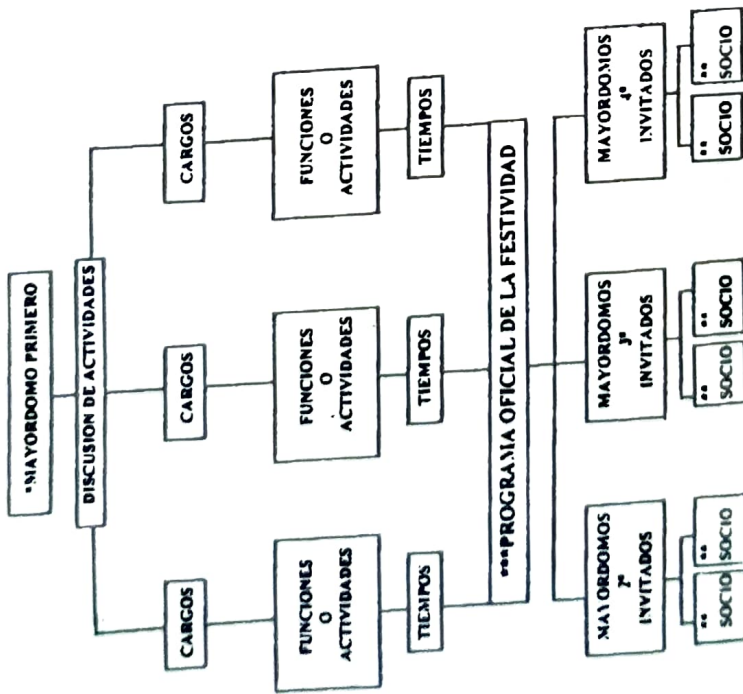 *MAYORDOMO PRIMERO
DISCUSION DE ACTIVIDADES
CARGOS
CARGOS
CARGOS
FUNCIONES
O
ACTIVIDADES
FUNCIONES
O
ACTIVIDADES
FUNCIONES
O
ACTIVIDADES
TIEMPOS
TIEMPOS
TIEMPOS
***PROGRAMA OFICIAL DE LA FESTIVIDAD
MAYORDOMOS
2º
INVITADOS
MAYORDOMOS
3º
INVITADOS
MAYORDOMOS
4º
INVITADOS
**
SOCIO
**
SOCIO
**
SOCIO
**
SOCIO
**
SOCIO
**
SOCIO